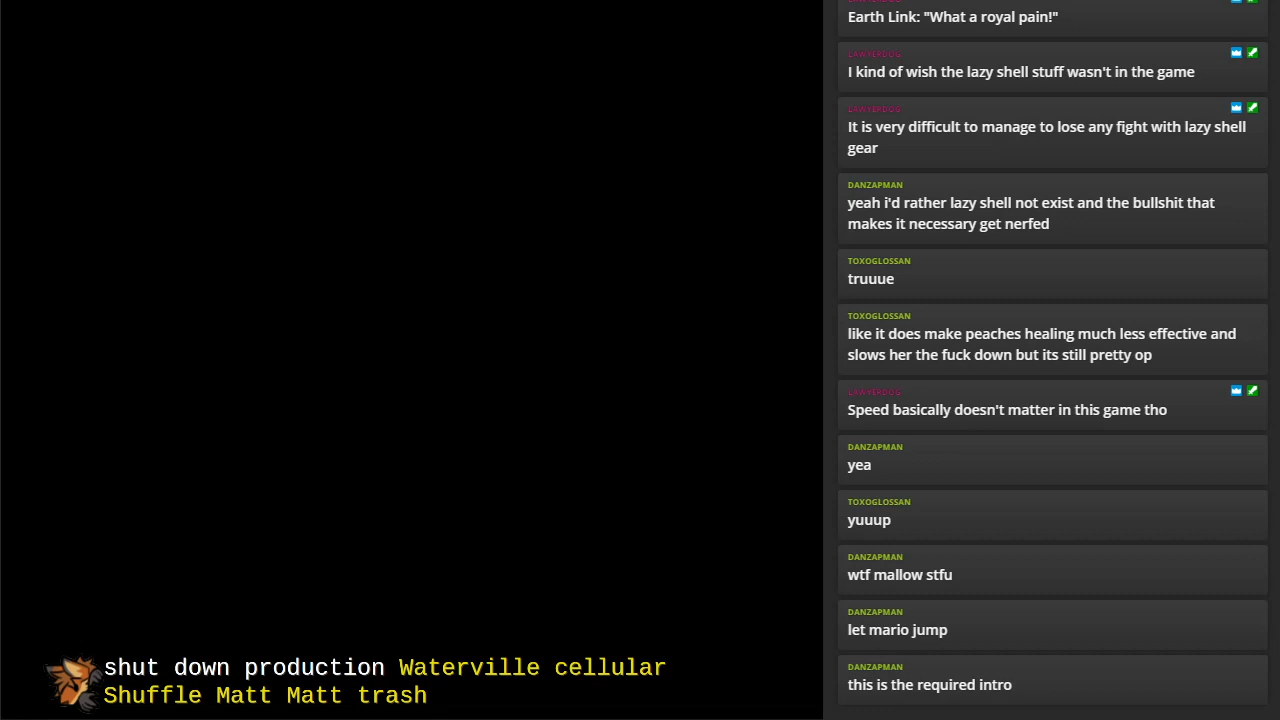 Earth Link: "What a royal pain!"
LAWYERDOG
I kind of wish the lazy shell stuff wasn't in the game
LAWYERDOG
It is very difficult to manage to lose any fight with lazy shell
gear
DANZAPMAN
yeah i'd rather lazy shell not exist and the bullshit that
makes it necessary get nerfed
TOXOGLOSSAN
truuue
TOXOGLOSSAN
like it does make peaches healing much less effective and
slows her the fuck down but its still pretty op
LAWYERDOG
Speed basically doesn't matter in this game tho
DANZAPMAN
yea
TOXOGLOSSAN
yuuup
DANZAPMAN
wtf mallow stfu
DANZAPMAN
let mario jump
DANZAPMAN
this is the required intro
shut down production Waterville cellular
Shuffle Matt Matt trash